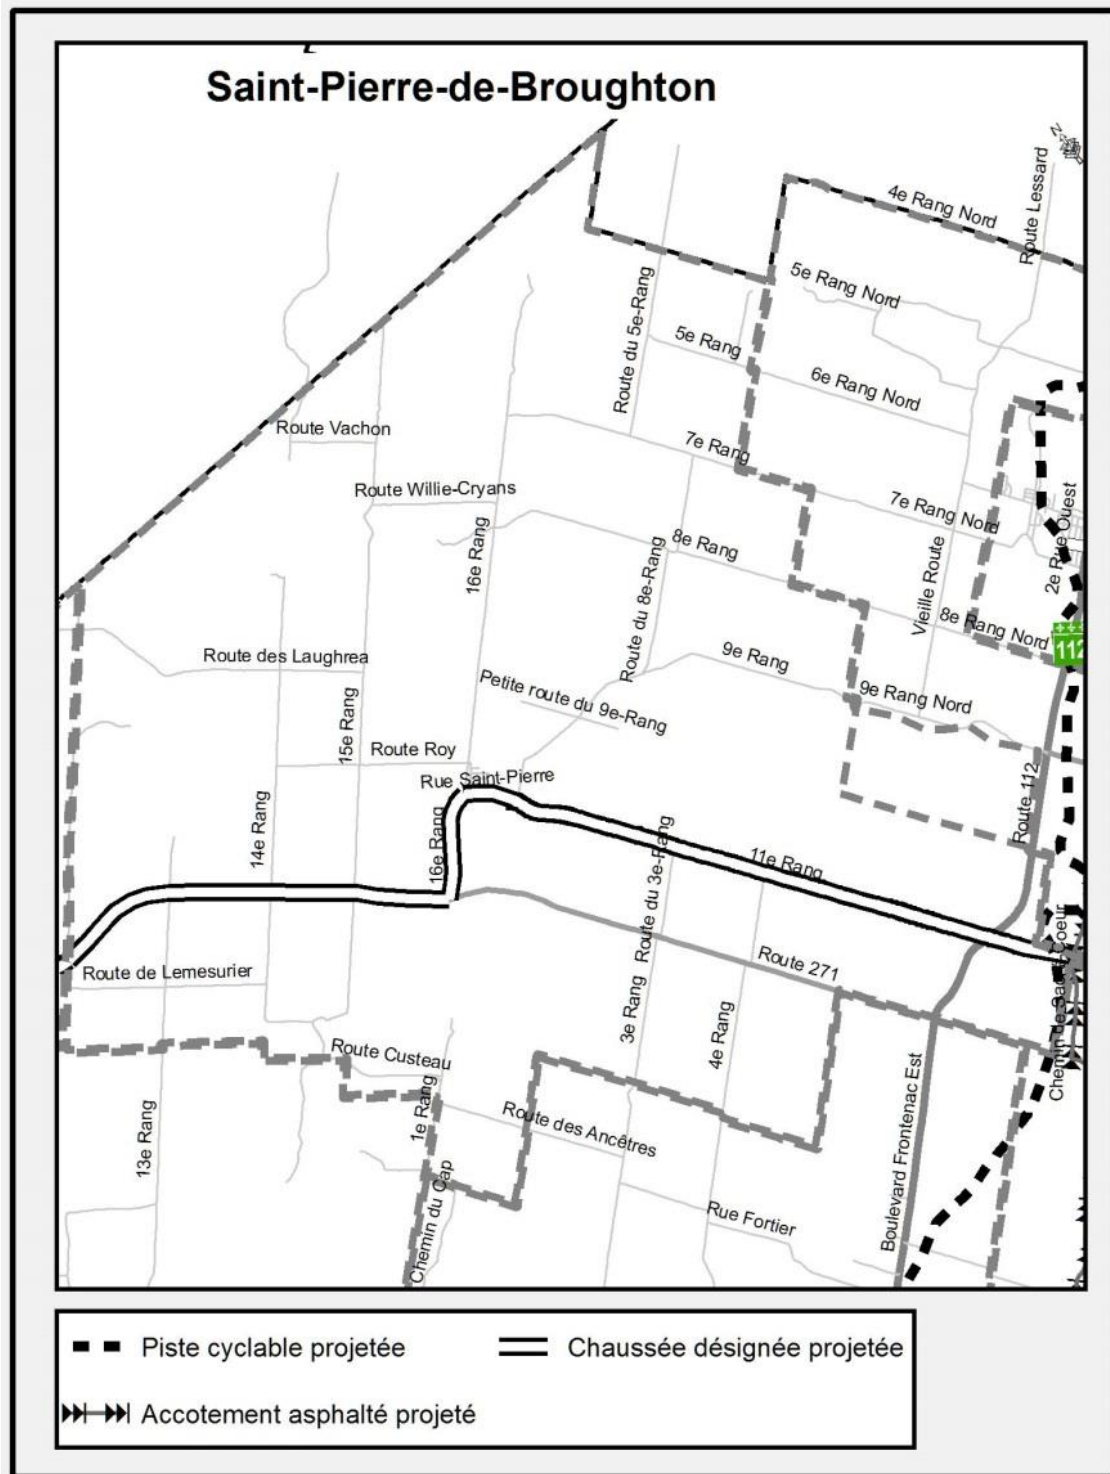 Saint-Pierre-de-Broughton
4e Rang Nord
Route Lessard
5e Rang Nord
Route du 5e-Rang
5e Rang
6e Rang Nord
Route Vachon
7e Rang
Route Willie-Cryans
7e Rang Nord
2e Rue Ouest
16e Rang
8e Rang
Route du 8e-Rang
Vieille Route
8e Rang Nord
112
Route des Laughrea
9e Rang
Petite route du 9e-Rang
9e Rang Nord
15e Rang
Route Roy
Rue Saint-Pierre
Route 112
14e Rang
16e Rang
Route du 3e-Rang
11e Rang
Route de Lemesurier
Route 271
Chemin du Sacré-Coeur
3e Rang
4e Rang
Route Custeau
1e Rang
Route des Ancêtres
13e Rang
Boulevard Frontenac Est
Chemin du Cap
Rue Fortier
Piste cyclable projetée
Chaussée désignée projetée
Accotement asphalté projeté